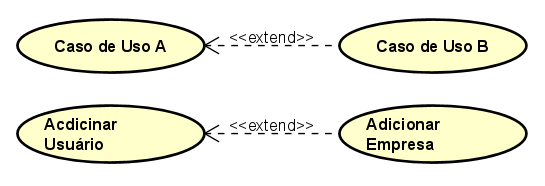 Caso de Uso A
<<extend>>
Caso de Uso B
Acdicinar
Usuário
<<extend>>
Adicionar
Empresa